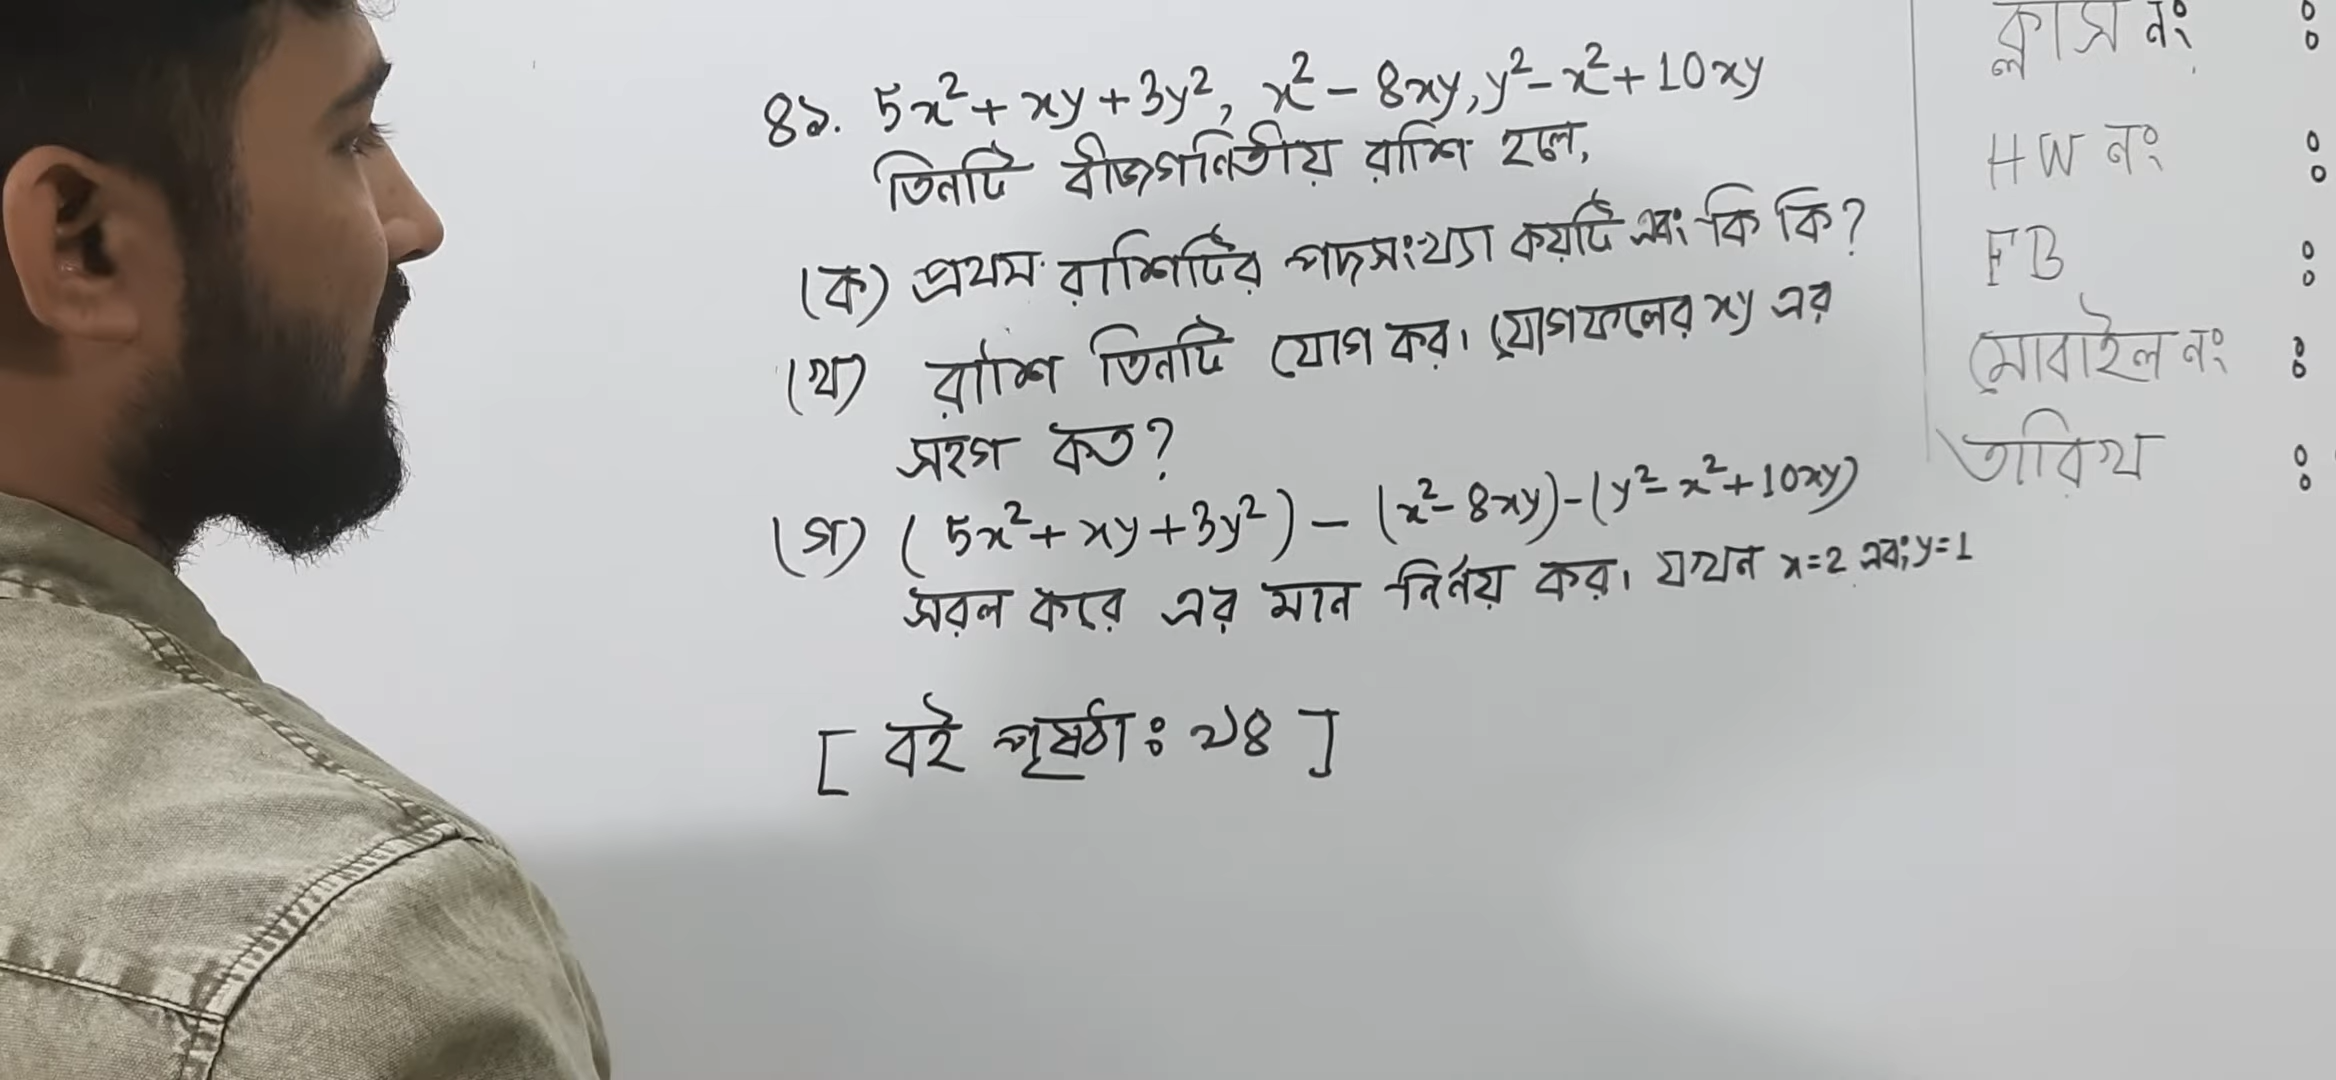 ৪১. 5x² + xy + 3y², x² - 8xy, y² - x² + 10xy
তিনটি বীজগনিতীয় রাশি হলে,
(ক) প্রথম রাশিটির পদসংখ্যা কয়টি এবং কি কি?
(খ) রাশি তিনটি যোগ কর। যোগফলের xy এর
সহগ কত?
(গ) (5x² + xy + 3y²) - (x² - 8xy) - (y² - x² + 10xy)
সরল করে এর মান নির্নয় কর। যখন x=2 এবং y=1
[ বই পৃষ্ঠাঃ ৯৪ ]
ক্লাস নং :
HW নং :
FB :
মোবাইল নং :
তারিখ :